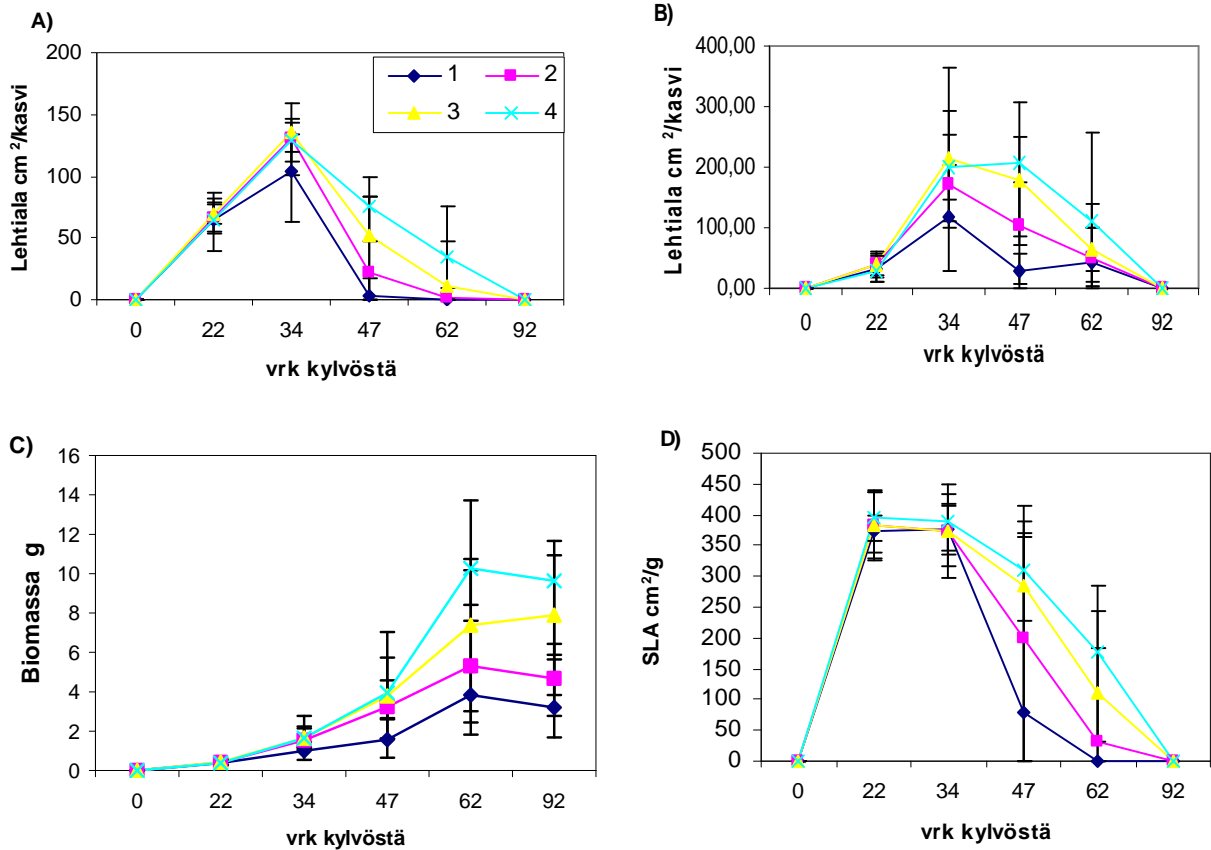 A)
Lehtiala cm²/kasvi
200
150
100
50
0
1 2
3 4
0 22 34 47 62 92
vrk kylvöstä
B)
Lehtiala cm²/kasvi
400,00
300,00
200,00
100,00
0,00
0 22 34 47 62 92
vrk kylvöstä
C)
Biomassa g
16
14
12
10
8
6
4
2
0
0 22 34 47 62 92
vrk kylvöstä
D)
SLA cm²/g
500
450
400
350
300
250
200
150
100
50
0
0 22 34 47 62 92
vrk kylvöstä